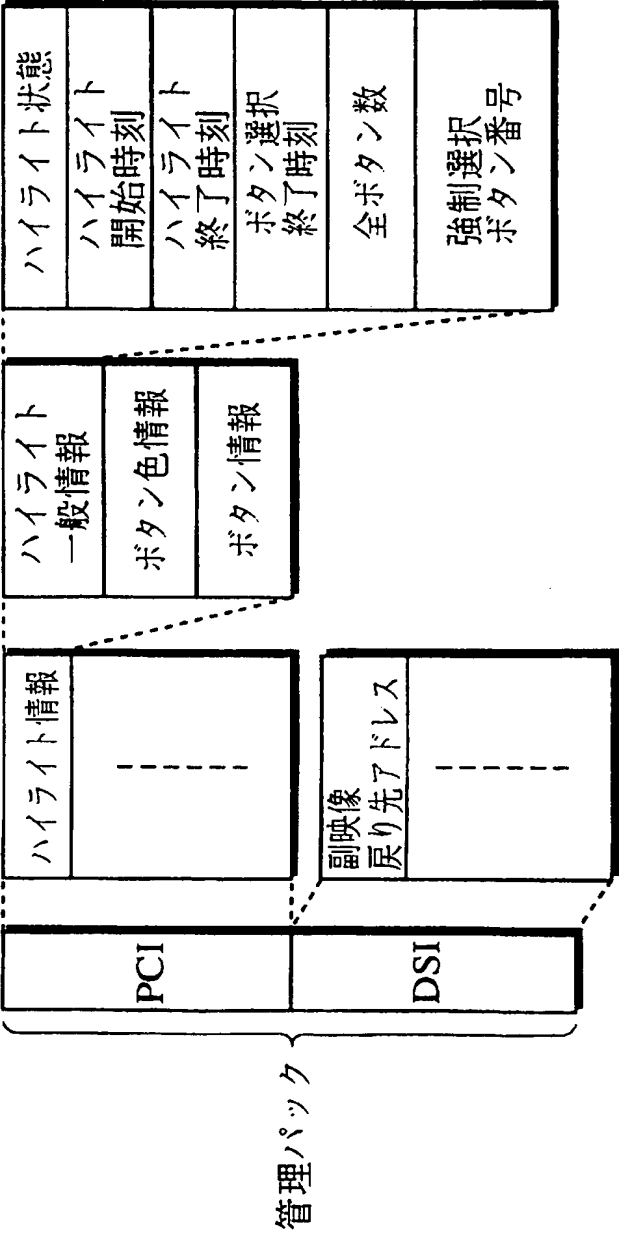 管理パック
PCI
DSI
ハイライト情報
副映像
戻り先アドレス
ハイライト
一般情報
ボタン色情報
ボタン情報
ハイライト状態
ハイライト
開始時刻
ハイライト
終了時刻
ボタン選択
終了時刻
全ボタン数
強制選択
ボタン番号